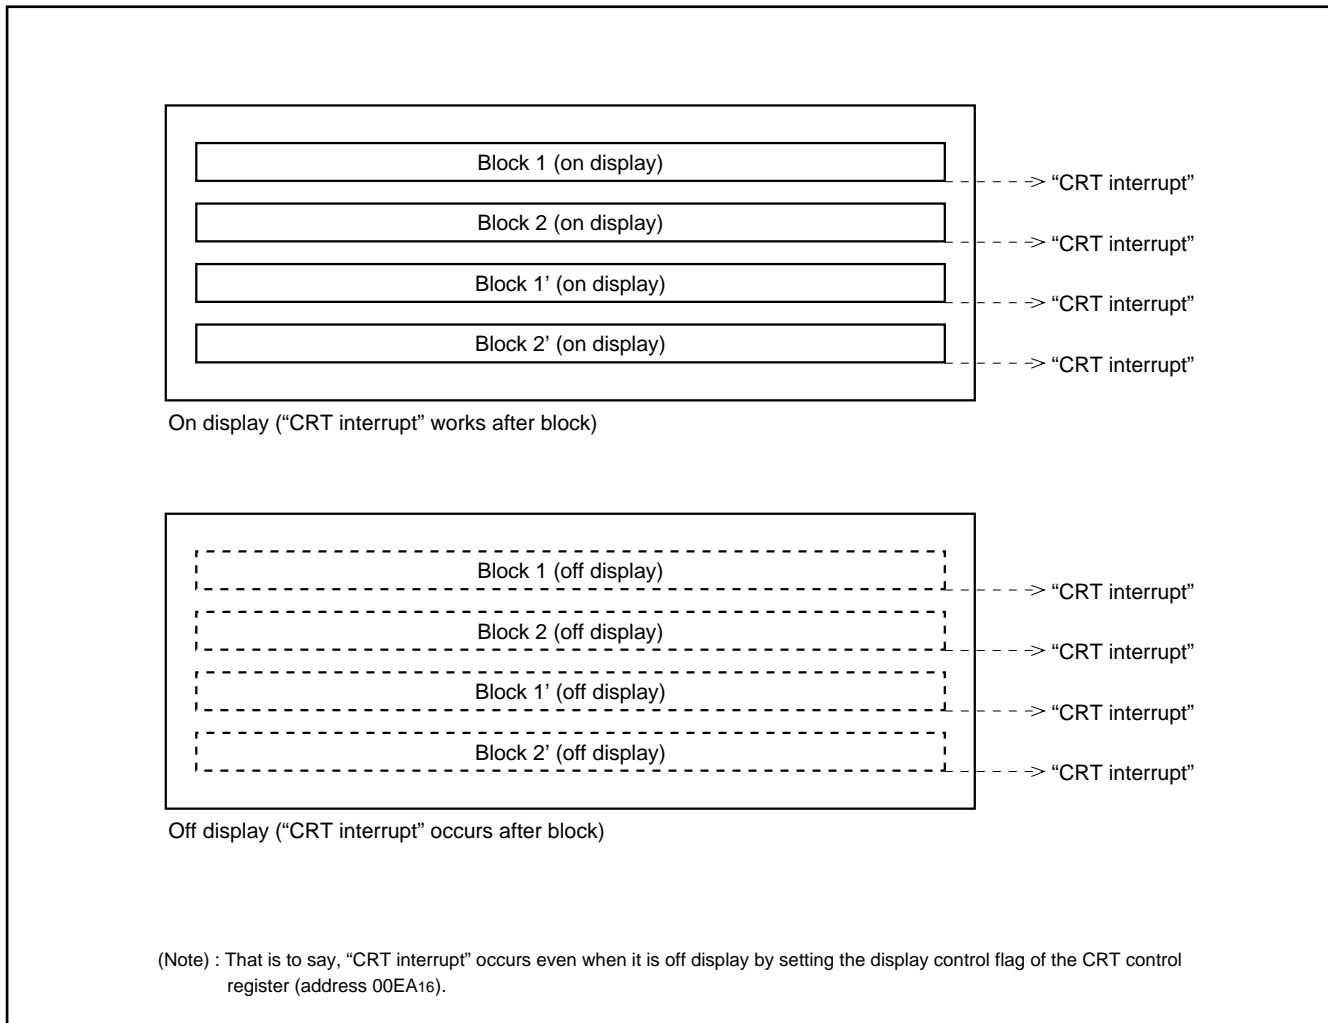 Block 1 (on display)
“CRT interrupt”
Block 2 (on display)
“CRT interrupt”
Block 1’ (on display)
“CRT interrupt”
Block 2’ (on display)
“CRT interrupt”
On display (“CRT interrupt” works after block)
Block 1 (off display)
“CRT interrupt”
Block 2 (off display)
“CRT interrupt”
Block 1’ (off display)
“CRT interrupt”
Block 2’ (off display)
“CRT interrupt”
Off display (“CRT interrupt” occurs after block)
(Note) : That is to say, “CRT interrupt” occurs even when it is off display by setting the display control flag of the CRT control
register (address 00EA16).